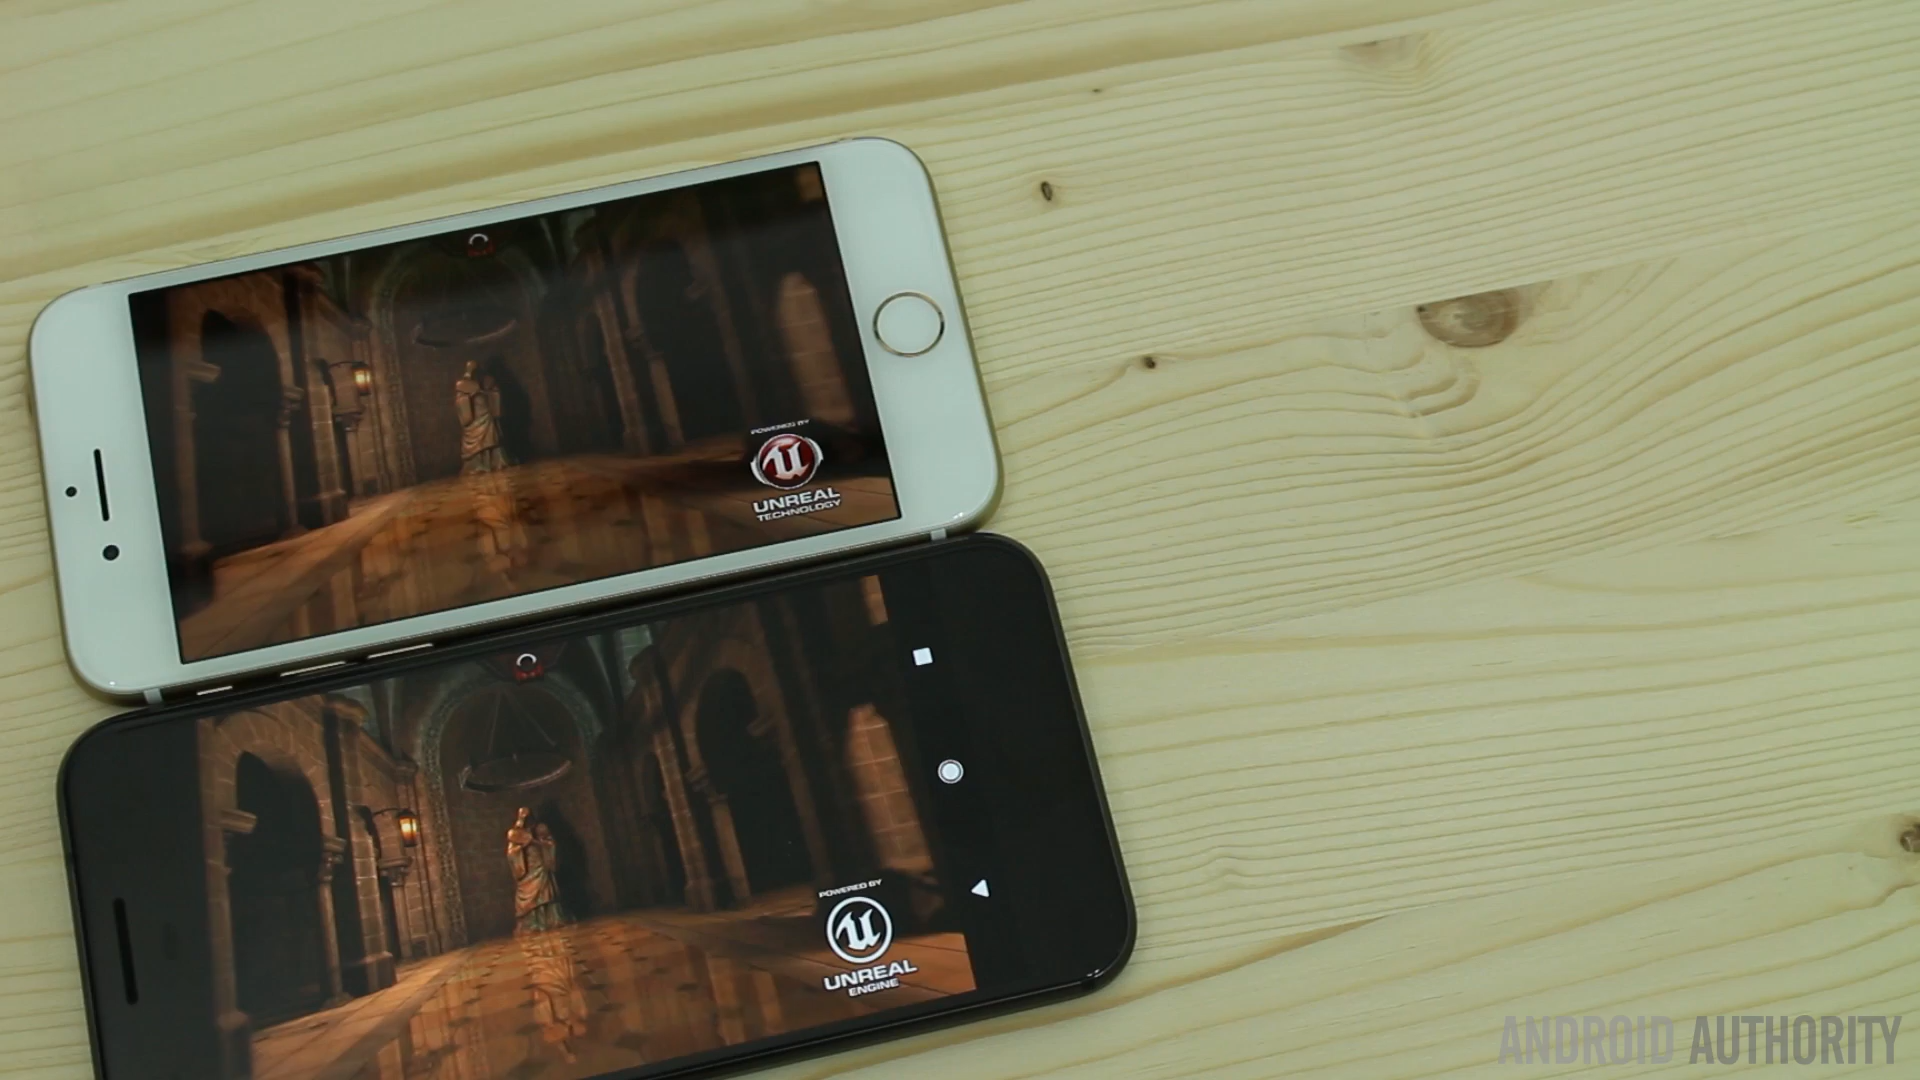 POWERED BY
UNREAL
TECHNOLOGY
POWERED BY
UNREAL
ENGINE
ANDROID AUTHORITY